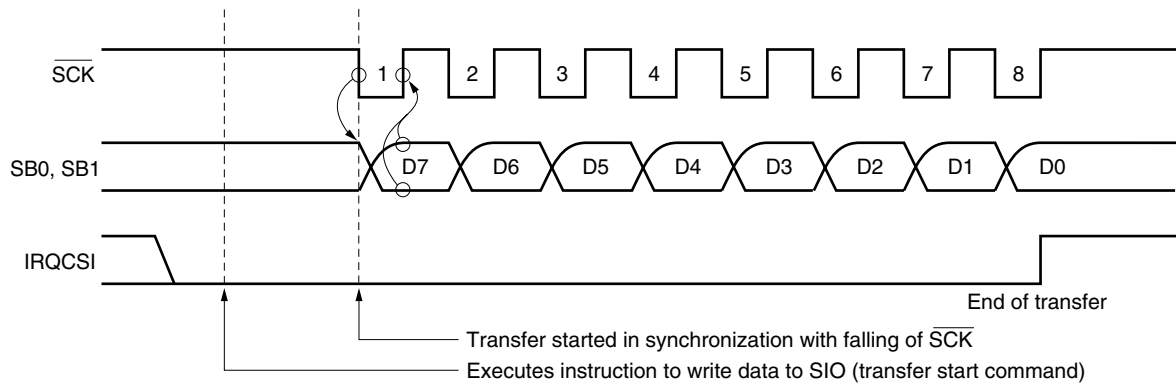 SCK 1 2 3 4 5 6 7 8
SB0, SB1 D7 D6 D5 D4 D3 D2 D1 D0
IRQCSI
End of transfer
Transfer started in synchronization with falling of SCK
Executes instruction to write data to SIO (transfer start command)